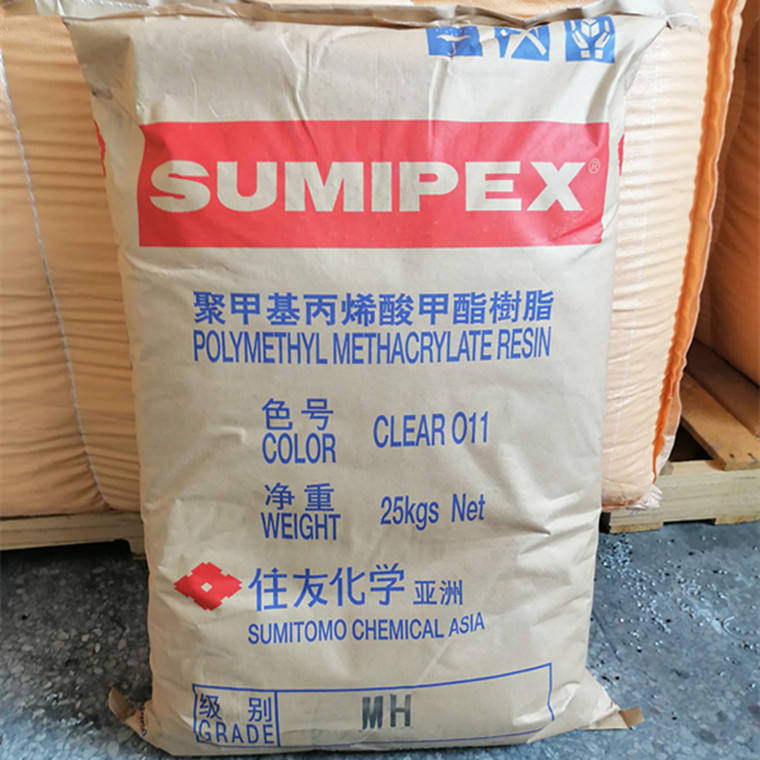 SUMIPEX®
聚甲基丙烯酸甲酯樹脂
POLYMETHYL METHACRYLATE RESIN
色号
COLOR
CLEAR 011
净重
WEIGHT
25kgs Net
住友化学 亚洲
SUMITOMO CHEMICAL ASIA
级别
GRADE
MH